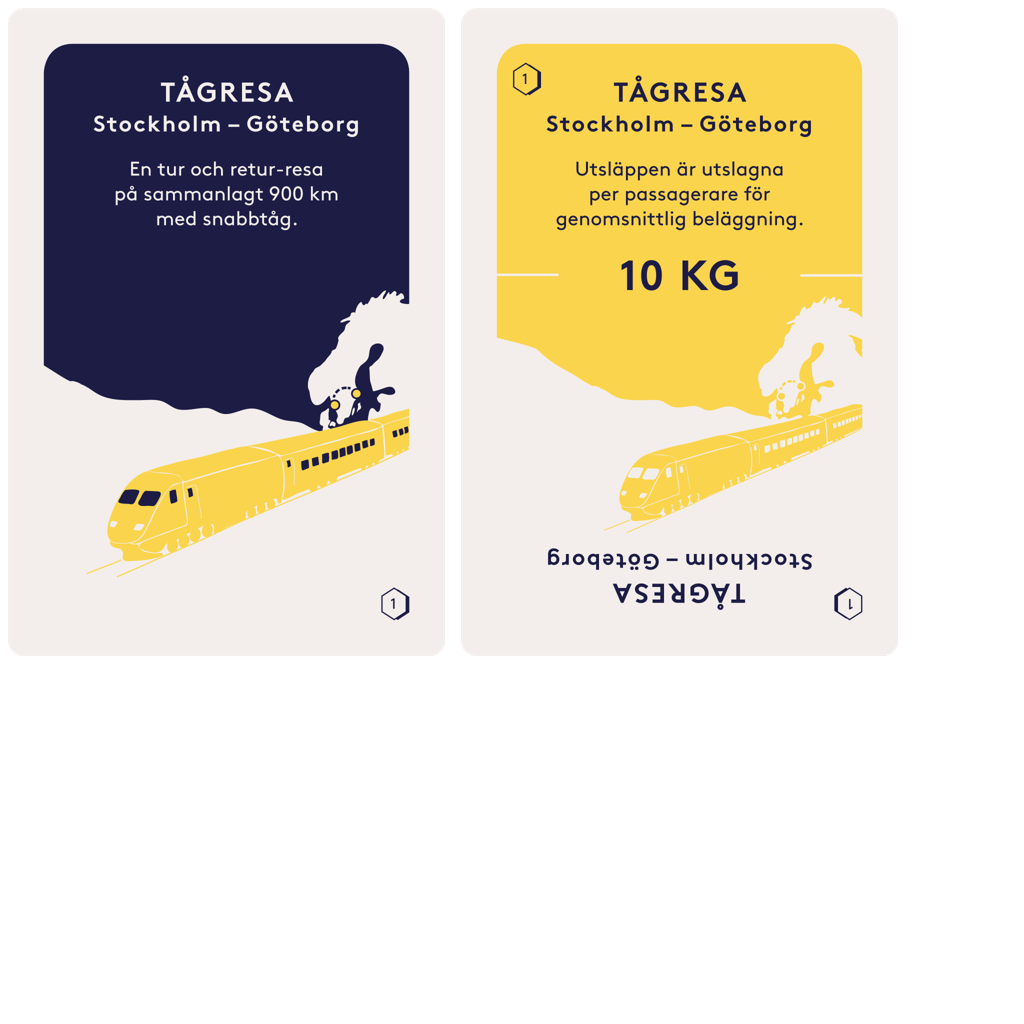 TÅGRESA
Stockholm – Göteborg
En tur och retur-resa
på sammanlagt 900 km
med snabbtåg.
1
1
TÅGRESA
Stockholm – Göteborg
Utsläppen är utslagna
per passagerare för
genomsnittlig beläggning.
10 KG
Stockholm – Göteborg
TÅGRESA
1